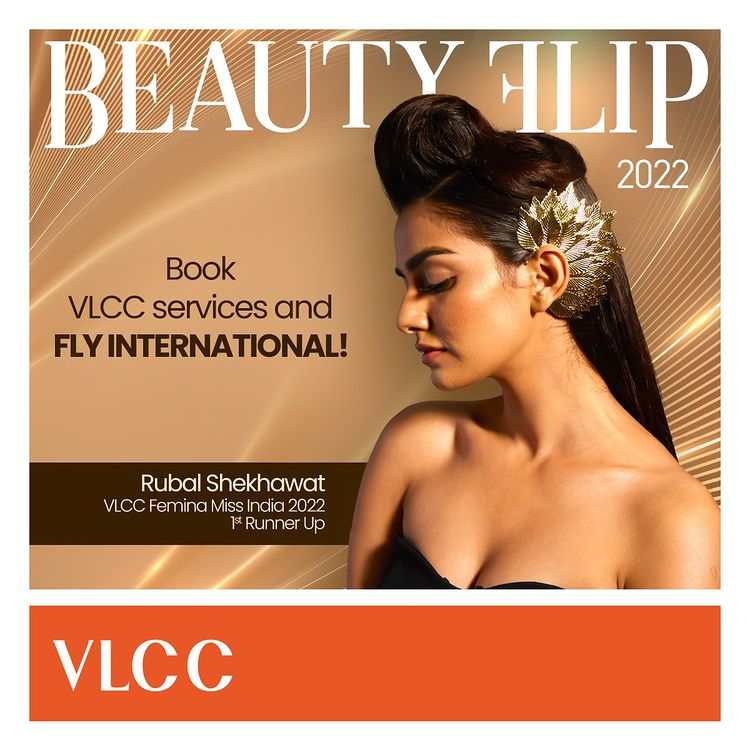 BEAUTY FLIP
2022
Book
VLCC services and
FLY INTERNATIONAL!
Rubal Shekhawat
VLCC Femina Miss India 2022
1st Runner Up
VLCC